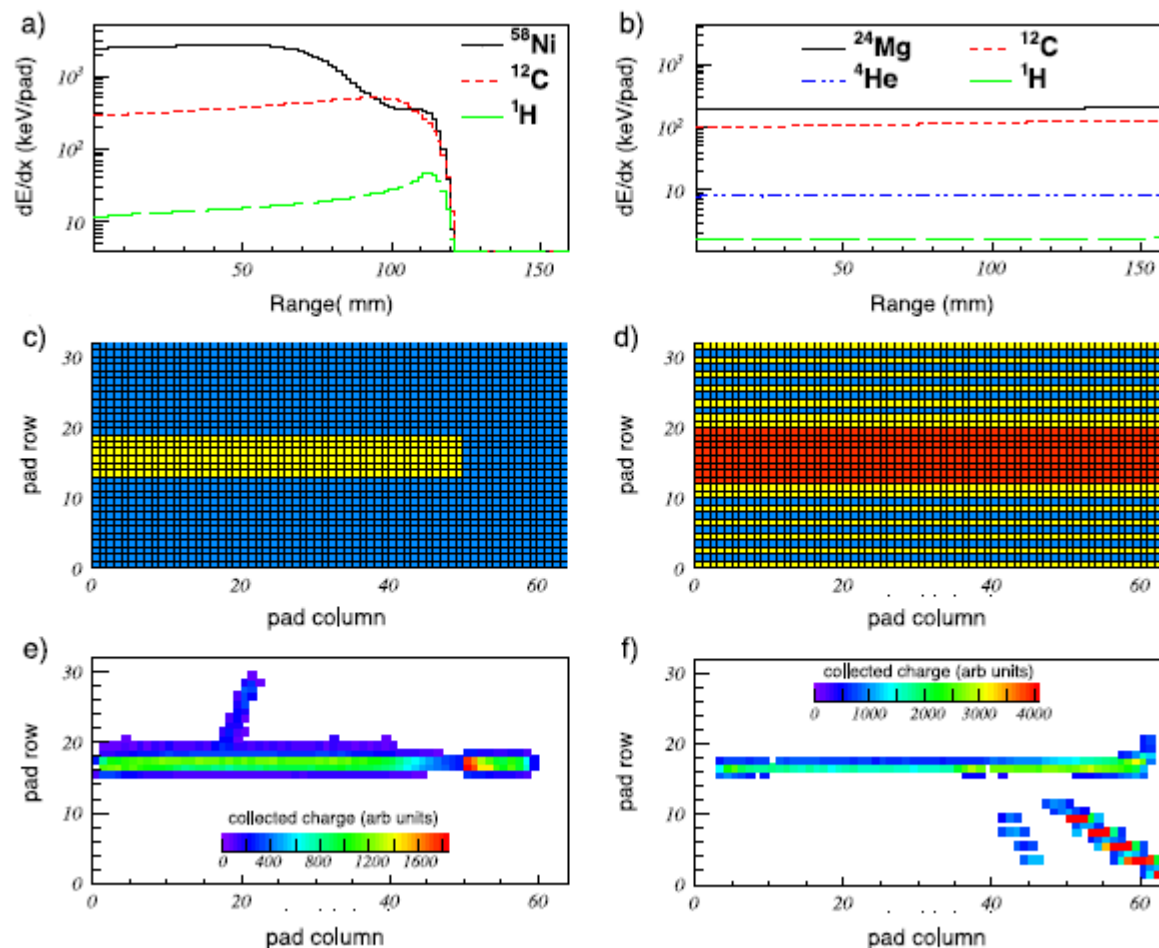 a)
dE/dx (keV/pad)
10³
10²
10
⁵⁸Ni
¹²C
¹H
50 100 150
Range( mm)
b)
dE/dx (keV/pad)
10³
10²
10
²⁴Mg ¹²C
⁴He ¹H
50 100 150
Range (mm)
c)
pad row
30
20
10
0
0 20 40 60
pad column
d)
pad row
30
20
10
0
0 20 40 60
pad column
e)
pad row
30
20
10
0
collected charge (arb units)
0 400 800 1200 1600
0 20 40 60
pad column
f)
pad row
30
20
10
0
collected charge (arb units)
0 1000 2000 3000 4000
0 20 40 60
pad column